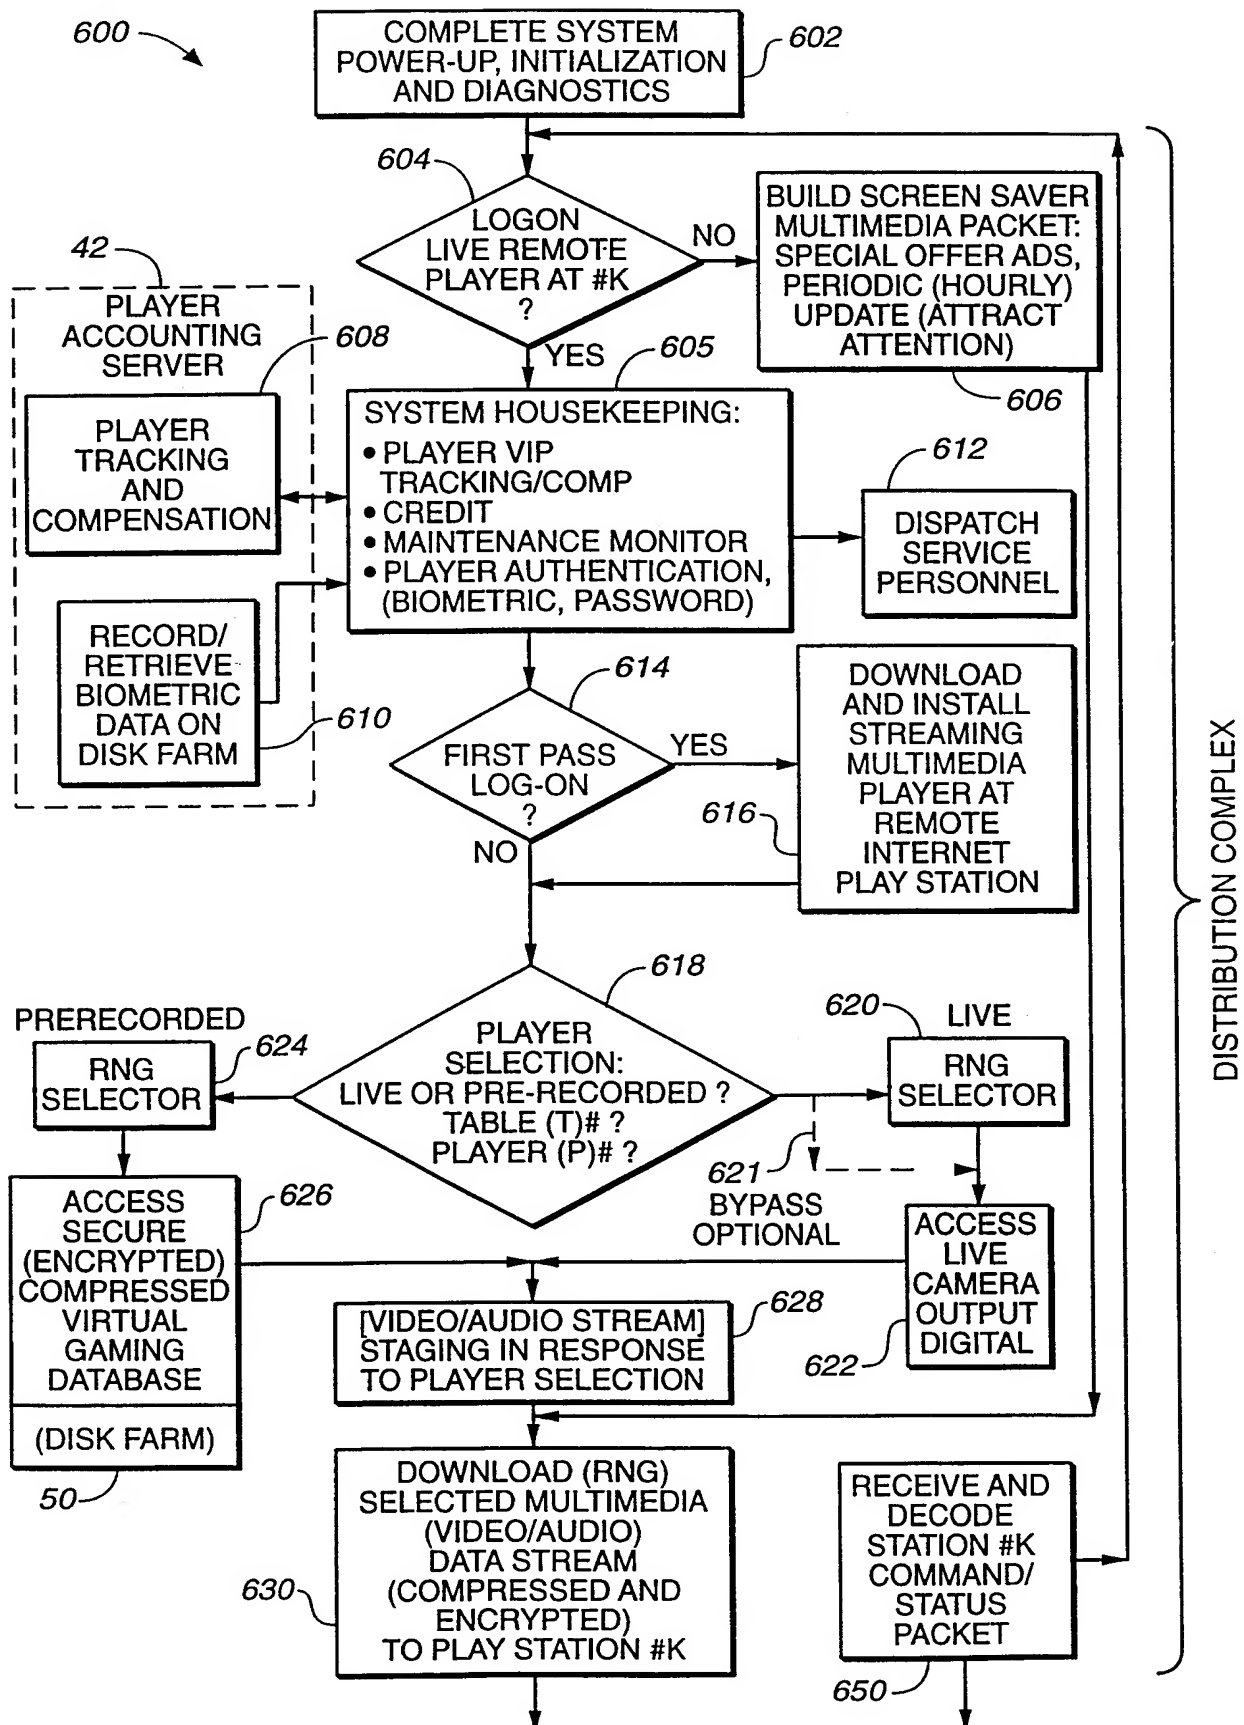 600
COMPLETE SYSTEM
POWER-UP, INITIALIZATION
AND DIAGNOSTICS
602
604
LOGON
LIVE REMOTE
PLAYER AT #K
?
NO
YES
BUILD SCREEN SAVER
MULTIMEDIA PACKET:
SPECIAL OFFER ADS,
PERIODIC (HOURLY)
UPDATE (ATTRACT
ATTENTION)
606
42
PLAYER
ACCOUNTING
SERVER
608
PLAYER
TRACKING
AND
COMPENSATION
RECORD/
RETRIEVE
BIOMETRIC
DATA ON
DISK FARM
610
605
SYSTEM HOUSEKEEPING:
• PLAYER VIP
TRACKING/COMP
• CREDIT
• MAINTENANCE MONITOR
• PLAYER AUTHENTICATION,
(BIOMETRIC, PASSWORD)
612
DISPATCH
SERVICE
PERSONNEL
614
FIRST PASS
LOG-ON
?
YES
NO
DOWNLOAD
AND INSTALL
STREAMING
MULTIMEDIA
PLAYER AT
REMOTE
INTERNET
PLAY STATION
616
618
PLAYER
SELECTION:
LIVE OR PRE-RECORDED ?
TABLE (T)# ?
PLAYER (P)# ?
PRERECORDED
RNG
SELECTOR
624
620
LIVE
RNG
SELECTOR
621
BYPASS
OPTIONAL
ACCESS
SECURE
(ENCRYPTED)
COMPRESSED
VIRTUAL
GAMING
DATABASE
(DISK FARM)
626
50
ACCESS
LIVE
CAMERA
OUTPUT
DIGITAL
622
[VIDEO/AUDIO STREAM]
STAGING IN RESPONSE
TO PLAYER SELECTION
628
DOWNLOAD (RNG)
SELECTED MULTIMEDIA
(VIDEO/AUDIO)
DATA STREAM
(COMPRESSED AND
ENCRYPTED)
TO PLAY STATION #K
630
RECEIVE AND
DECODE
STATION #K
COMMAND/
STATUS
PACKET
650
DISTRIBUTION COMPLEX